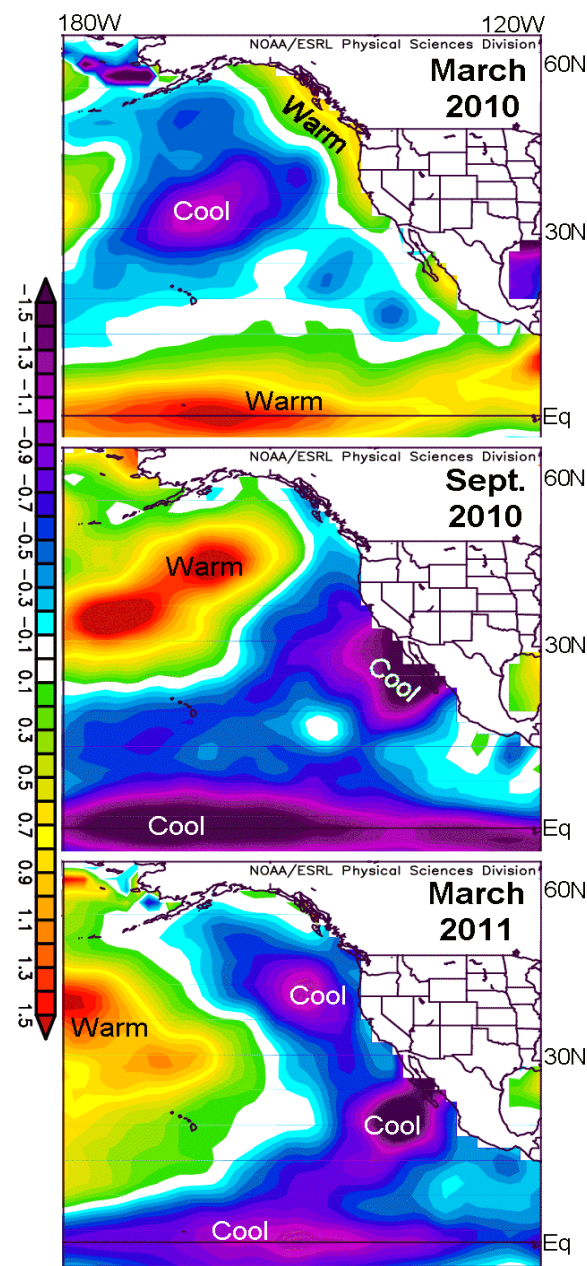 180W 120W
NOAA/ESRL Physical Sciences Division
March
2010
60N
Warm
Cool
30N
Warm
Eq
NOAA/ESRL Physical Sciences Division
Sept.
2010
60N
Warm
30N
Cool
Cool
Eq
NOAA/ESRL Physical Sciences Division
March
2011
60N
Cool
Warm
30N
Cool
Cool
Eq
-1.5
-1.3
-1.1
-0.9
-0.7
-0.5
-0.3
-0.1
0.1
0.3
0.5
0.7
0.9
1.1
1.3
1.5